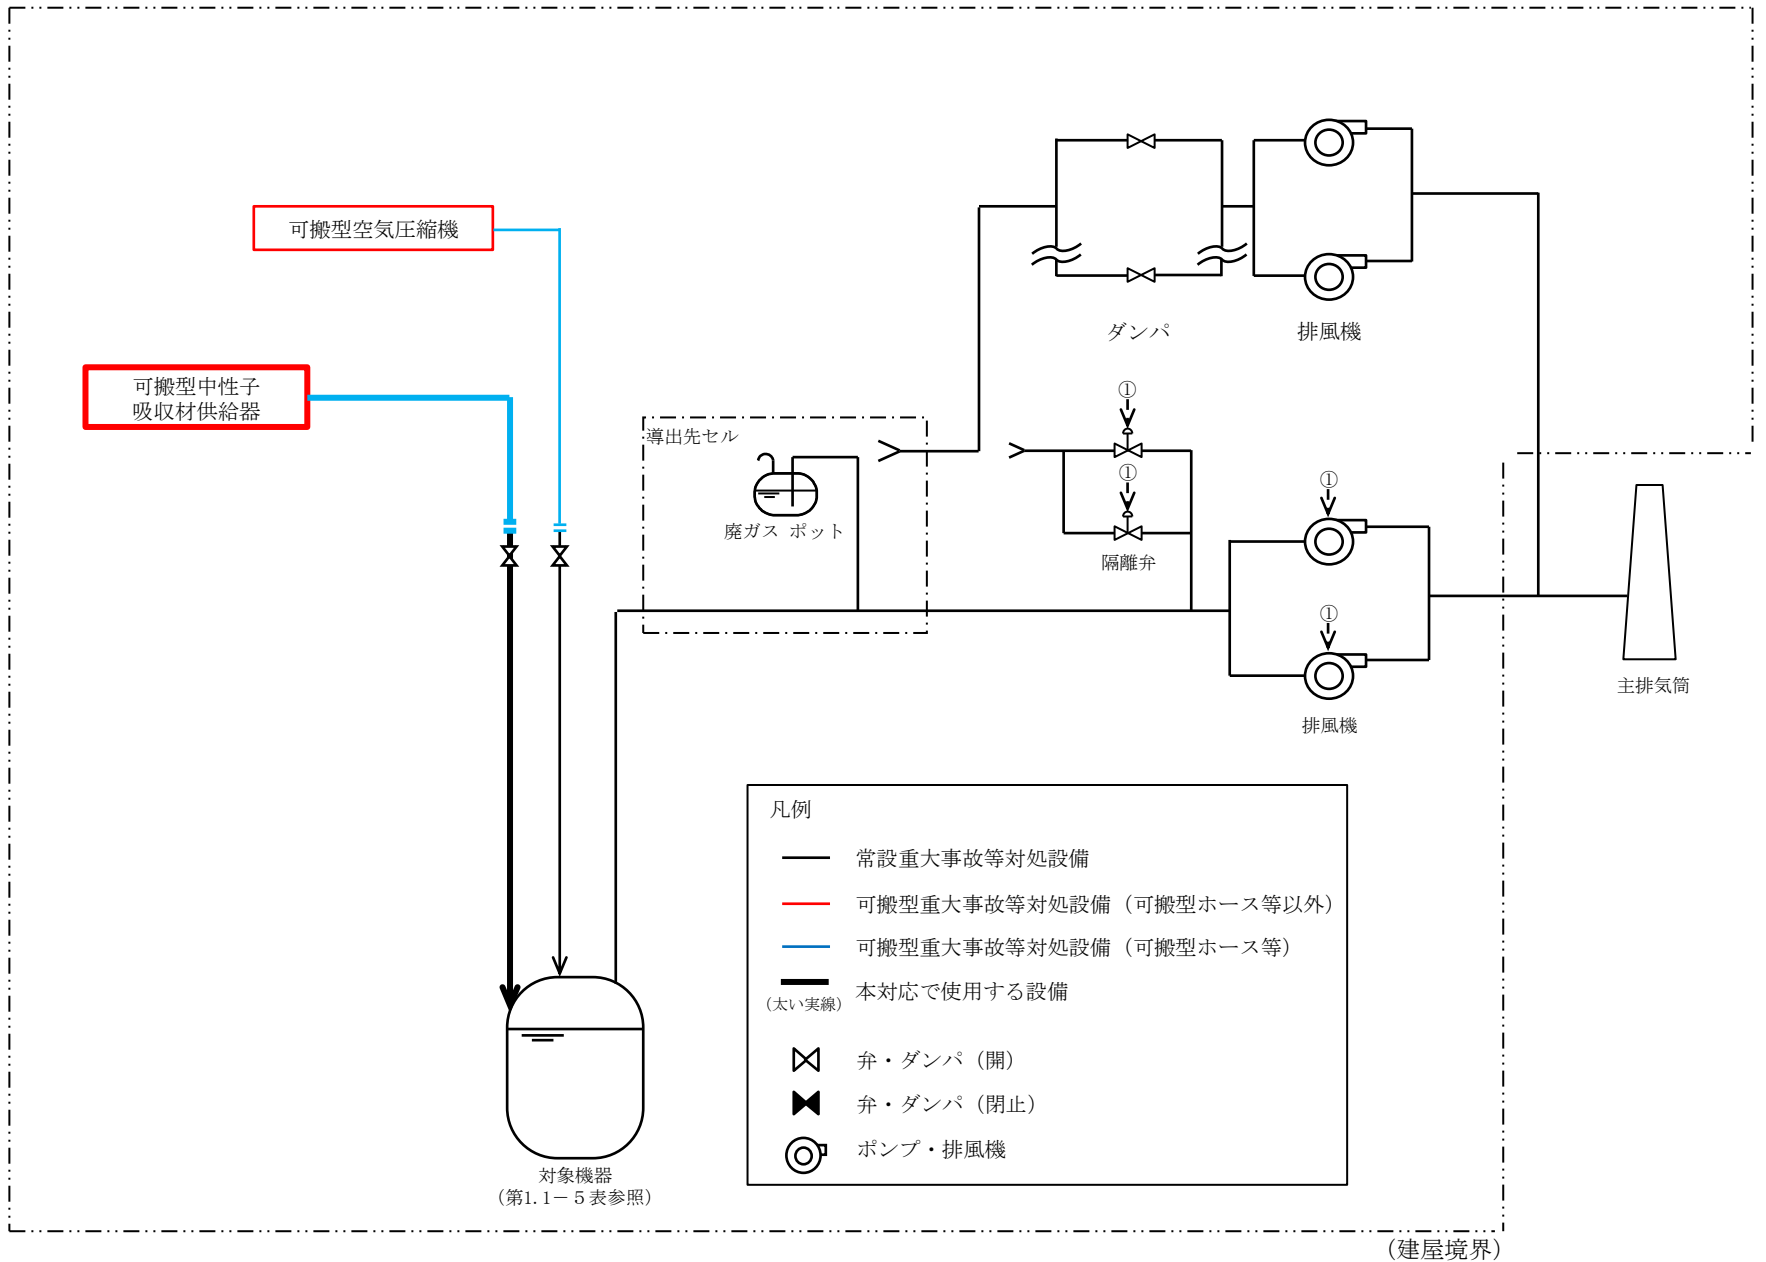 可搬型空気圧縮機
可搬型中性子
吸収材供給器
ダンパ
排風機
①
導出先セル
①
①
廃ガス ポット
隔離弁
①
主排気筒
排風機
凡例
常設重大事故等対処設備
可搬型重大事故等対処設備（可搬型ホース等以外）
可搬型重大事故等対処設備（可搬型ホース等）
本対応で使用する設備
（太い実線）
弁・ダンパ（開）
弁・ダンパ（閉止）
ポンプ・排風機
対象機器
（第1.1－５表参照）
（建屋境界）